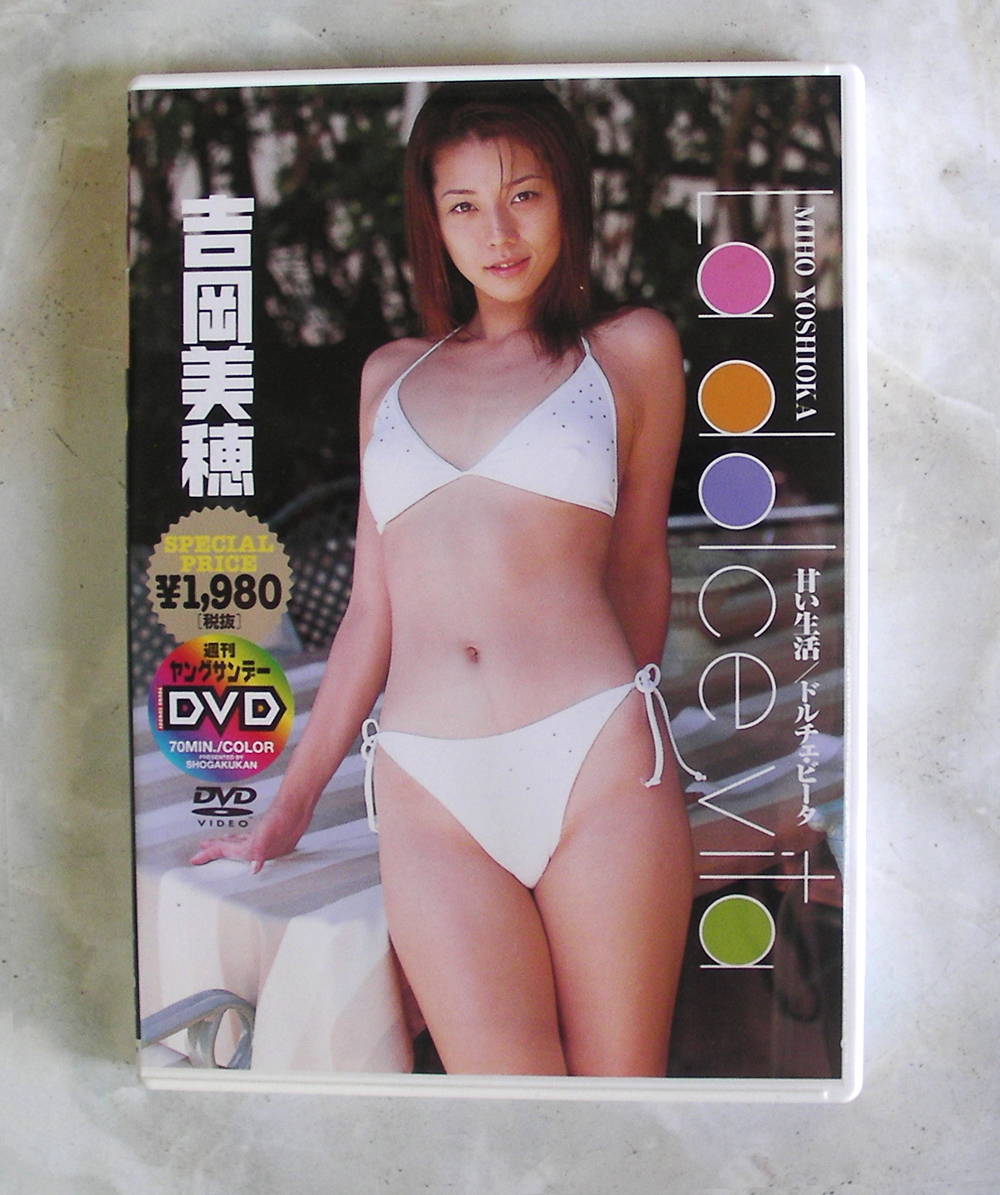 吉岡美穂
SPECIAL
PRICE
¥1,980
[税抜]
週刊
ヤングサンデー
DVD
70MIN./COLOR
PRESENTED BY
SHOGAKUKAN
DVD
VIDEO
MIHO YOSHIOKA
La dolce vita
甘い生活/ドルチェ・ビータ